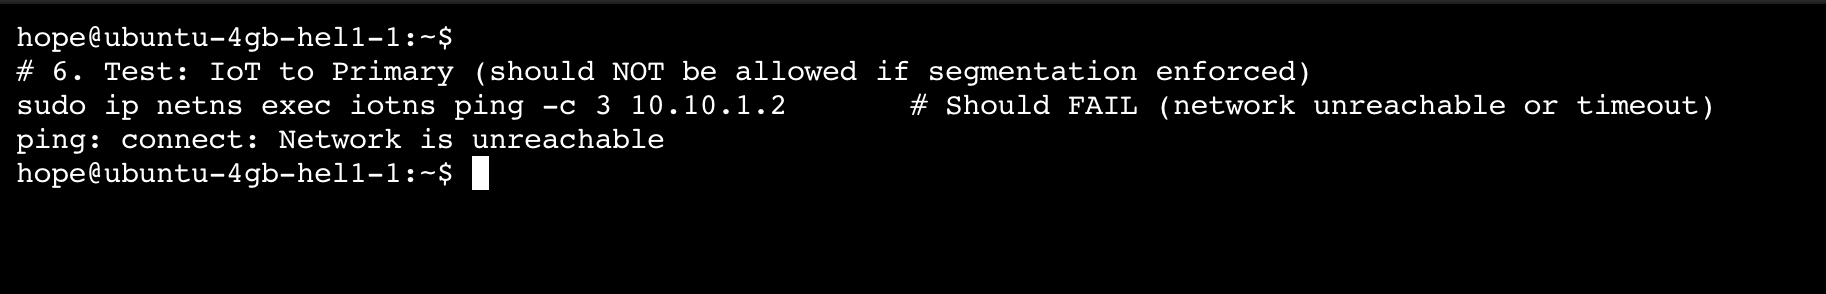 hope@ubuntu-4gb-hel1-1:~$
# 6. Test: IoT to Primary (should NOT be allowed if segmentation enforced)
sudo ip netns exec iotns ping -c 3 10.10.1.2       # Should FAIL (network unreachable or timeout)
ping: connect: Network is unreachable
hope@ubuntu-4gb-hel1-1:~$